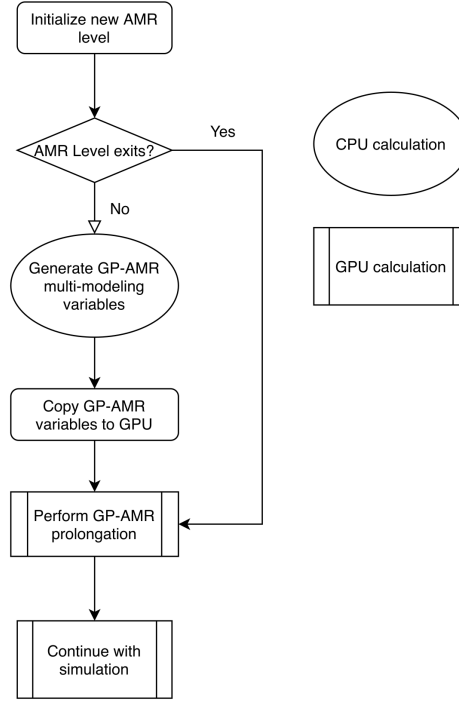 Initialize new AMR
level
AMR Level exits?
Yes
No
Generate GP-AMR
multi-modeling
variables
Copy GP-AMR
variables to GPU
Perform GP-AMR
prolongation
Continue with
simulation
CPU calculation
GPU calculation